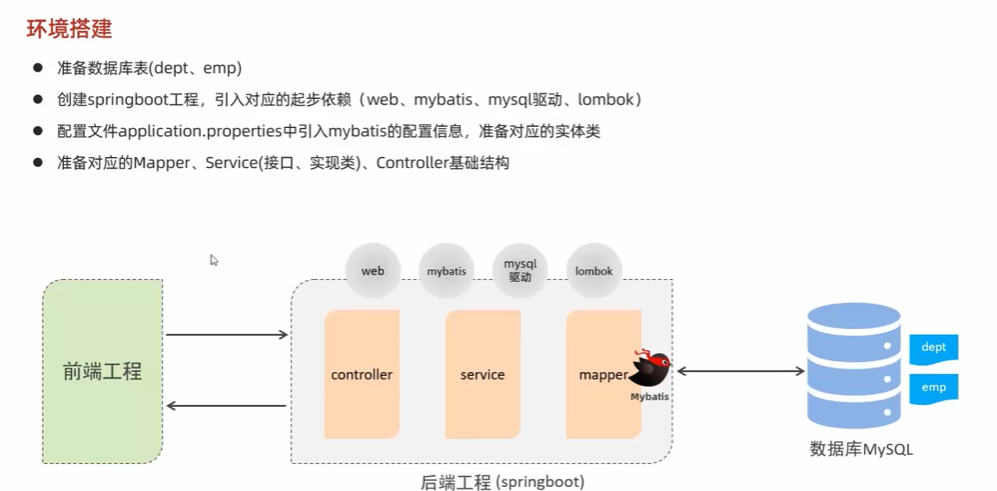 环境搭建
准备数据库表(dept、emp)
创建springboot工程，引入对应的起步依赖（web、mybatis、mysql驱动、lombok）
配置文件application.properties中引入mybatis的配置信息，准备对应的实体类
准备对应的Mapper、Service(接口、实现类)、Controller基础结构
web
mybatis
mysql
驱动
lombok
前端工程
controller
service
mapper
Mybatis
dept
emp
数据库MySQL
后端工程 (springboot)